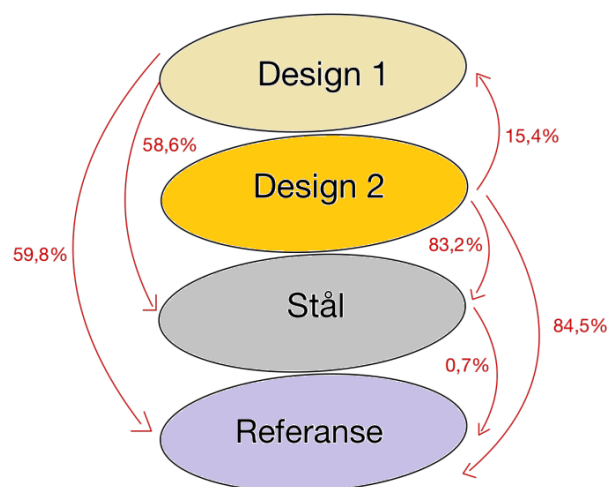 Design 1
58,6%
15,4%
Design 2
59,8%
83,2%
Stål
84,5%
0,7%
Referanse